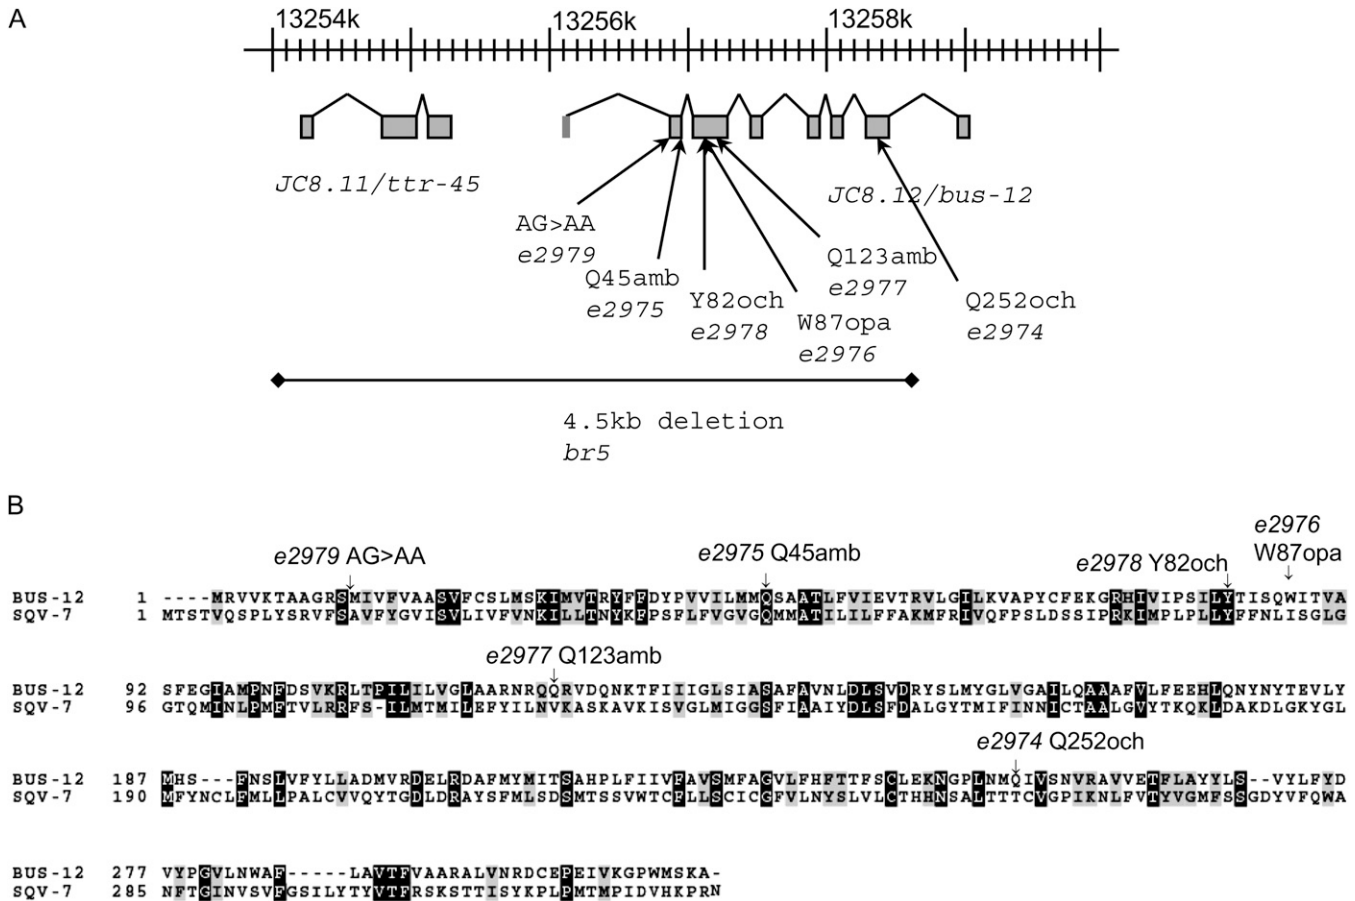 A
13254k 13256k 13258k
JC8.11/ttr-45
JC8.12/bus-12
AG>AA
e2979
Q45amb
e2975
Y82och
e2978
W87opa
e2976
Q123amb
e2977
Q252och
e2974
4.5kb deletion
br5
B
e2979 AG>AA e2975 Q45amb e2978 Y82och e2976 W87opa
BUS-12 1 ----MRVVKTAAGRSMIVFVAASVFCSLMSKIMVTRYFFDYPVVILMMQSAATLFVIEVTRVLGILKVAPYCFEKGRHIVIPSILYTISQWITVA
SQV-7 1 MTSTVQSPLYSRVFSAVFYGVISVLIVFVNKILLTNYKFPSFLFVGVGQMMATILILFFAKMFRIVQFPSLDSSIPRKIMPLPLLYFFNLISGLG
e2977 Q123amb
BUS-12 92 SFEGIAMPNFDSVKRLTPILILVGLAARNRQQRVDQNKTFIIIGLSIASAFAVNLDLSVDRYSLMYGLVGAILQAAAFVLFEEHLQNYNYTEVLY
SQV-7 96 GTQMINLPMFTVLRRFS-ILMTMILEFYILNVKASKAVKISVGLMIGGSFIAAIYDLSFDALGYTMIFINNICTAALGVYTKQKLDAKDLGKYGL
e2974 Q252och
BUS-12 187 MHS---FNSLVFYLLADMVRDELRDAFMYMITSAHPLFIIVFAVSMFAGVLFHFTTFSCLEKNGPLNMQIVSNVRAVVETFLAYYLS--VYLFYD
SQV-7 190 MFYNCLFMLLPALCVVQYTGDLDRAYSFMLSDSMTSSVWTCFLLSCICGFVLNYSLVLCTHHNSALTTTCVGPIKNLFVTYVGMFSSGDYVFQWA
BUS-12 277 VYPGVLNWAF-----LAVTFVAARALVNRDCEPEIVKGPWMSKA-
SQV-7 285 NFTGINVSVFGSILYTYVTFRSKSTTISYKPLPMTMPIDVHKPRN